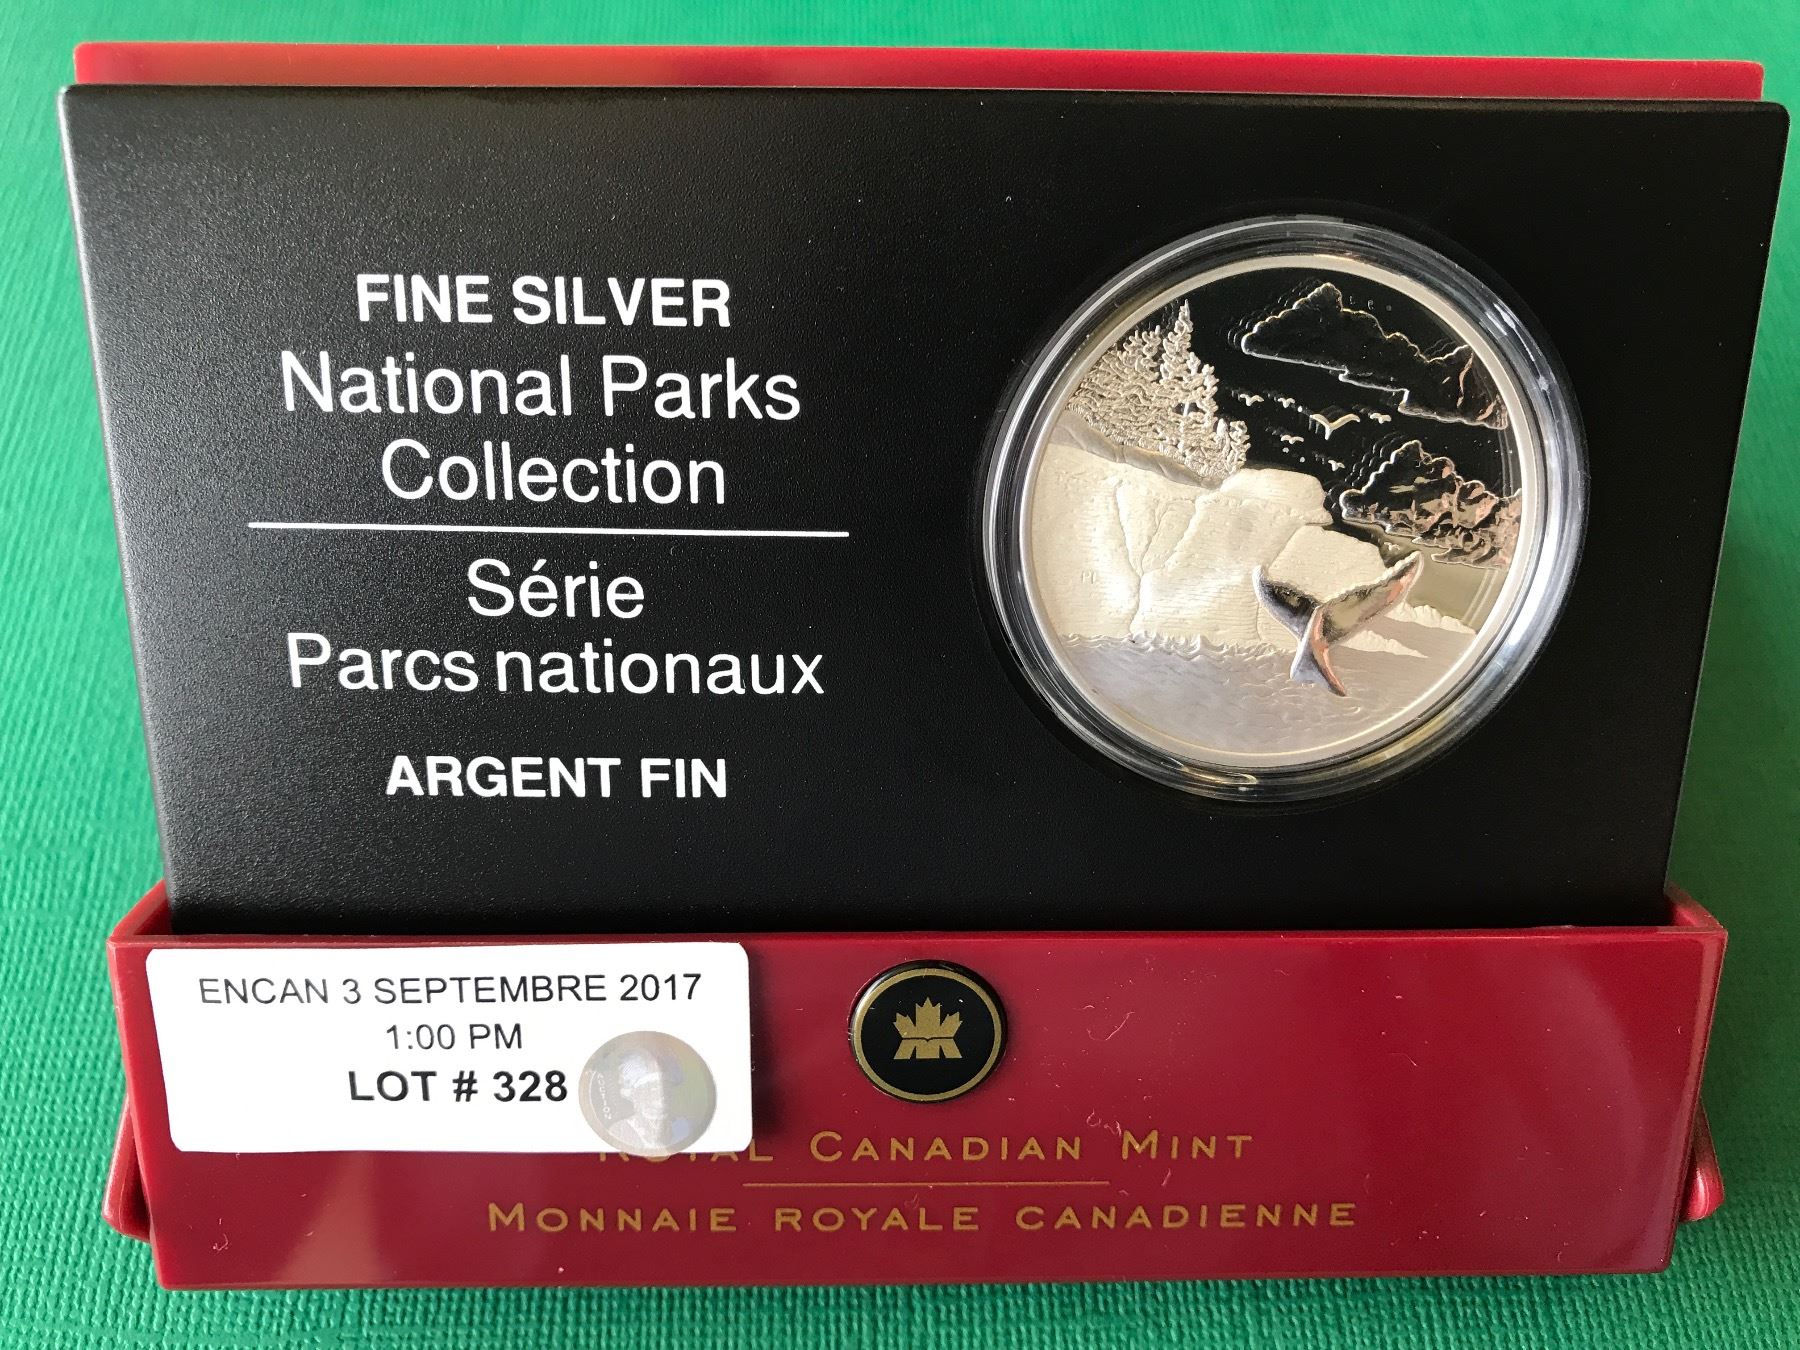 FINE SILVER
National Parks
Collection
Série
Parcs nationaux
ARGENT FIN
ENCAN 3 SEPTEMBRE 2017
1:00 PM
LOT # 328
ROYAL CANADIAN MINT
MONNAIE ROYALE CANADIENNE